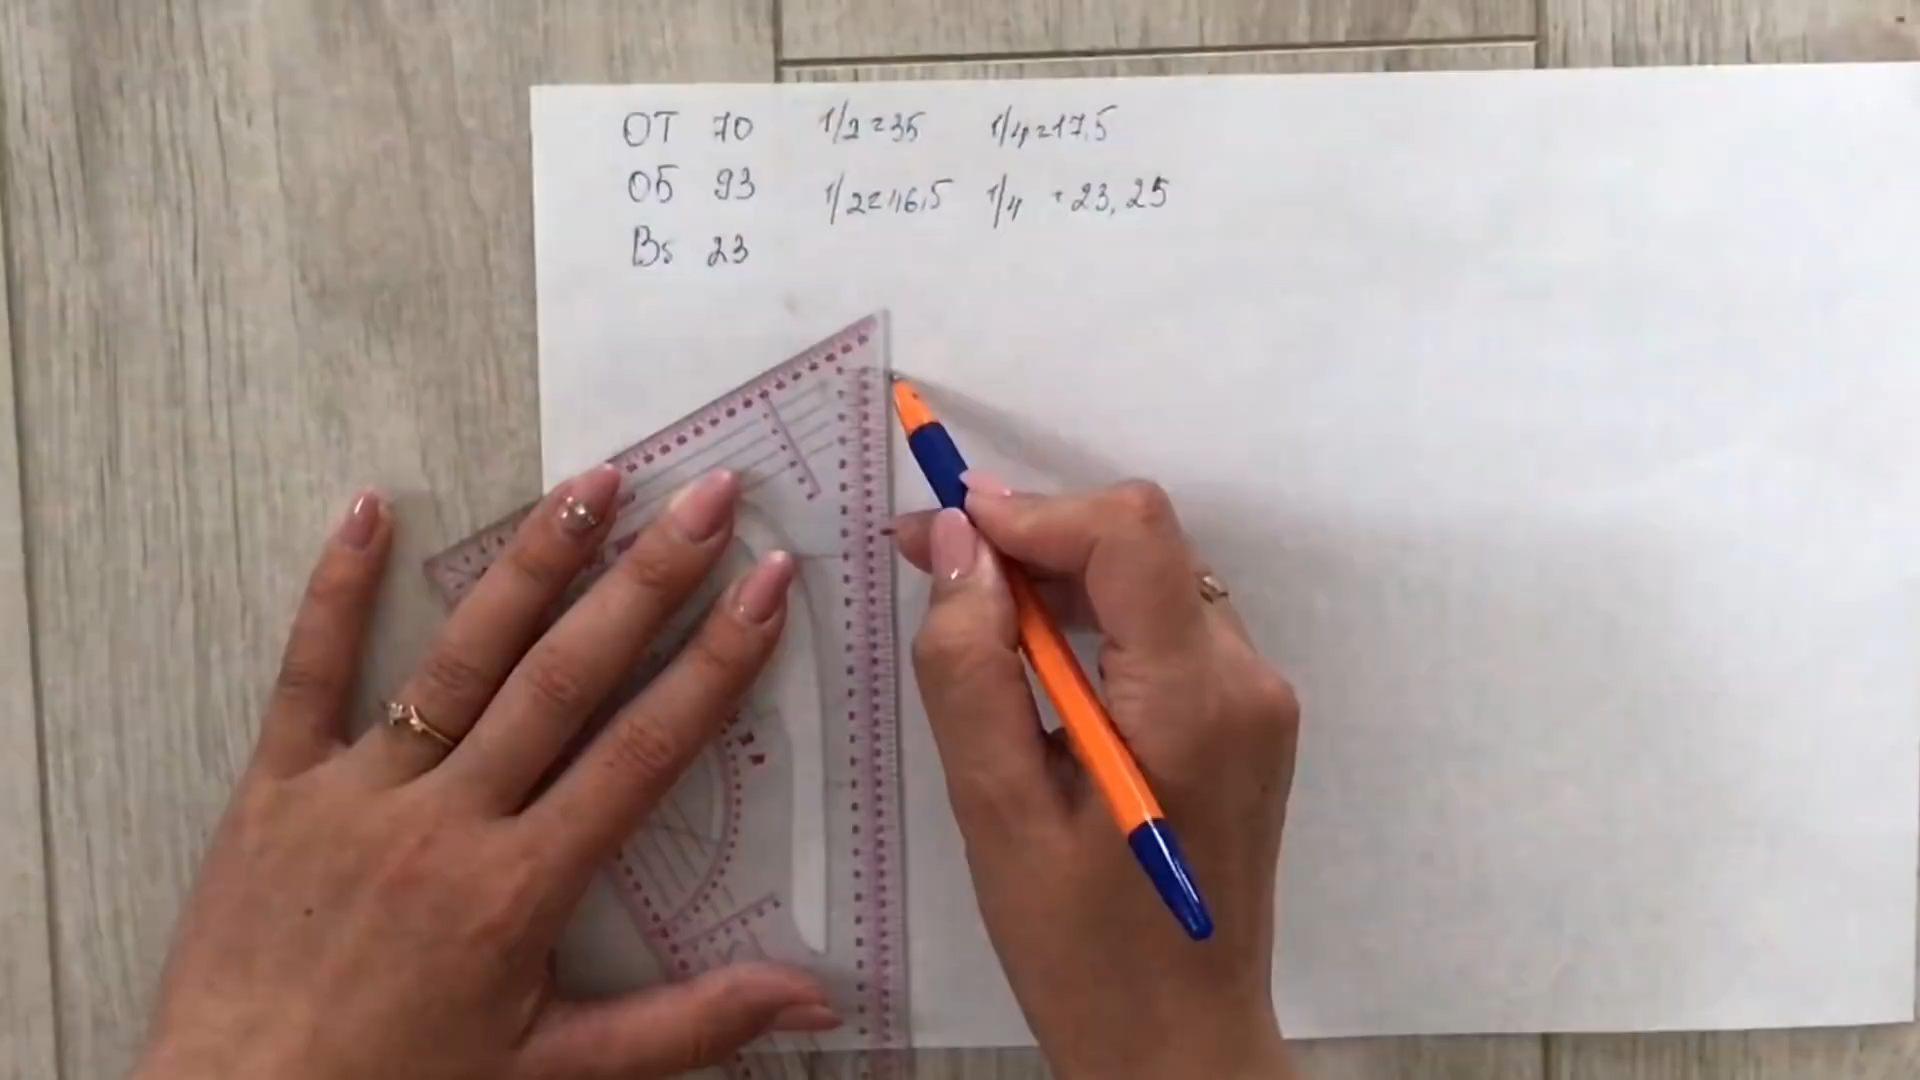 ОТ 70 1/2=35 1/4=17,5
ОБ 93 1/2=46,5 1/4 = 23,25
Вs 23